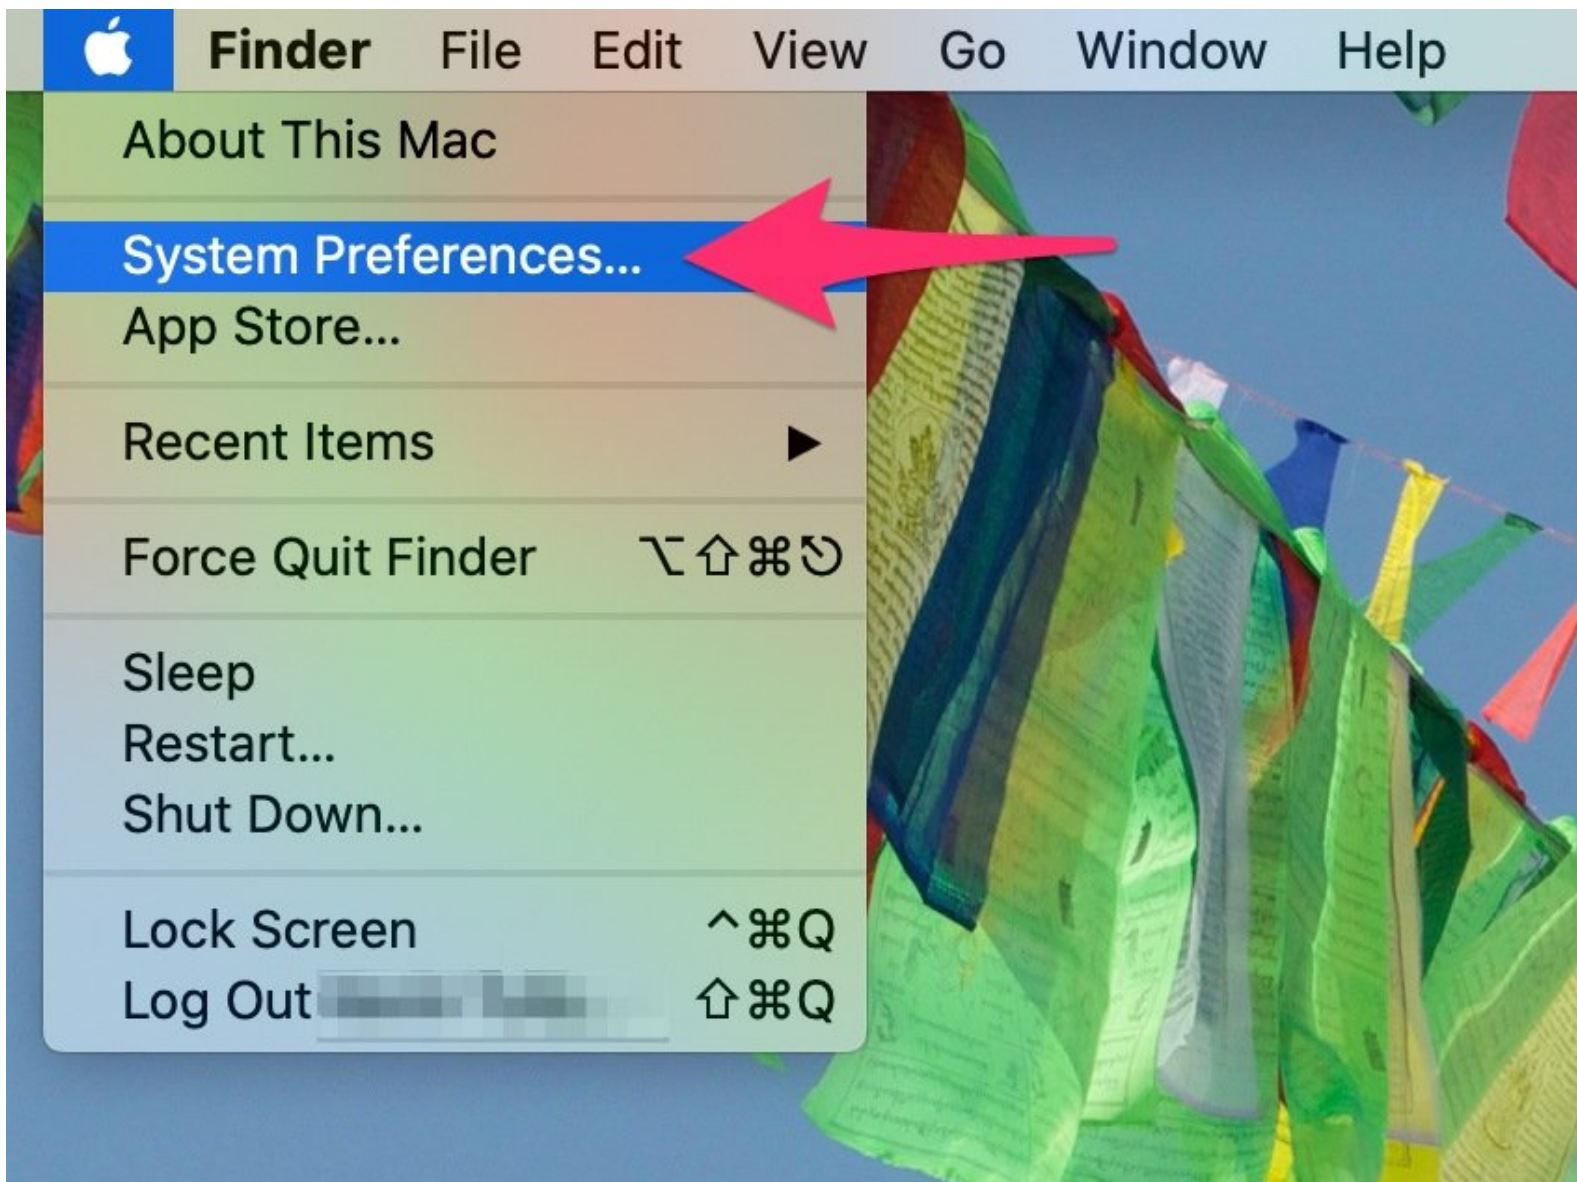 Finder File Edit View Go Window Help
About This Mac
System Preferences...
App Store...
Recent Items ▶
Force Quit Finder ⌥⇧⌘⎋
Sleep
Restart...
Shut Down...
Lock Screen ^⌘Q
Log Out ⇧⌘Q